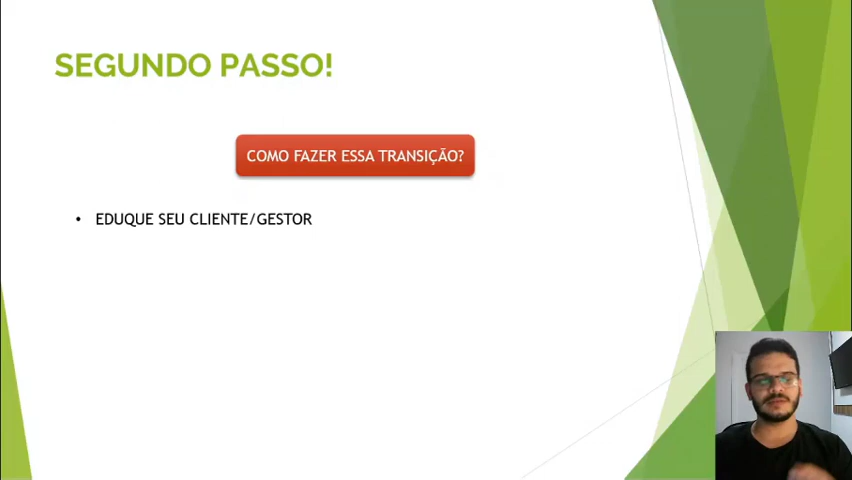 SEGUNDO PASSO!
COMO FAZER ESSA TRANSIÇÃO?
• EDUQUE SEU CLIENTE/GESTOR